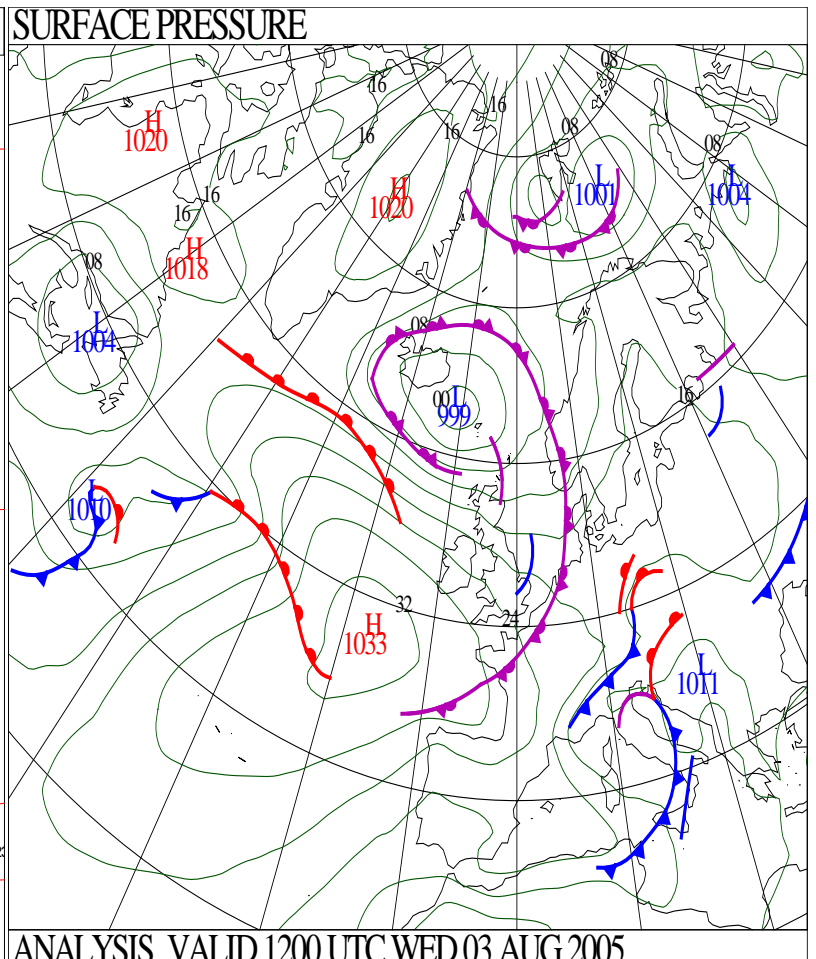 SURFACE PRESSURE
08
16
H
1020
16
08
16
16
08
H
1020
L
1001
L
1004
16
16
H
1018
08
L
1004
08
00
L
999
16
L
1010
32
24
H
1033
L
1011
ANALYSIS VALID 1200 UTC WED 03 AUG 2005